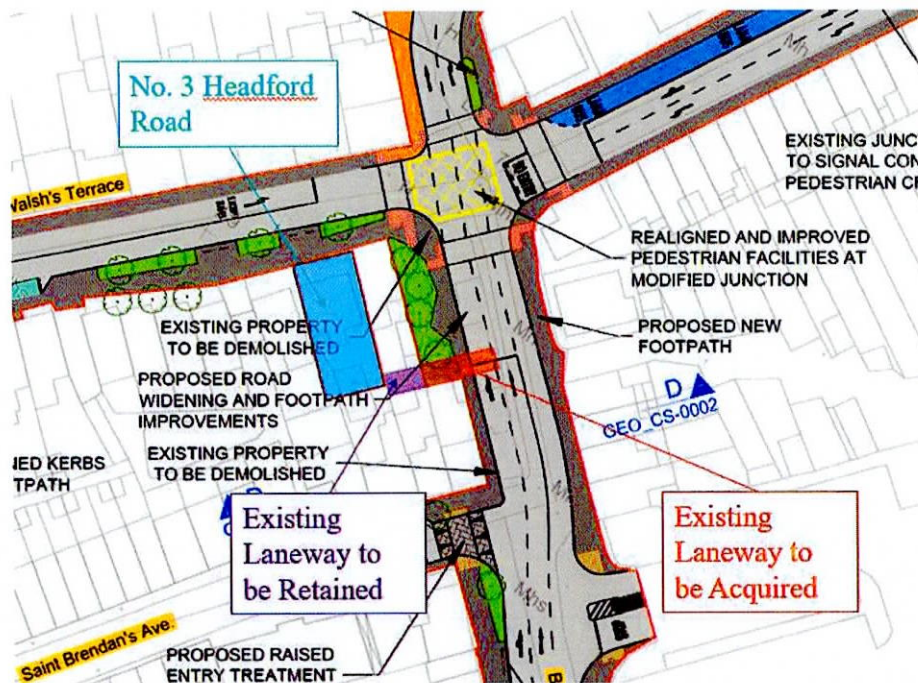 No. 3 Headford
Road
Walsh's Terrace
EXISTING JUNC
TO SIGNAL CON
PEDESTRIAN CR
REALIGNED AND IMPROVED
PEDESTRIAN FACILITIES AT
MODIFIED JUNCTION
EXISTING PROPERTY
TO BE DEMOLISHED
PROPOSED NEW
FOOTPATH
PROPOSED ROAD
WIDENING AND FOOTPATH
IMPROVEMENTS
D
GEO_CS-0002
EXISTING PROPERTY
TO BE DEMOLISHED
NED KERBS
TPATH
Existing
Laneway to
be Retained
Existing
Laneway to
be Acquired
Mhs
Saint Brendan's Ave.
PROPOSED RAISED
ENTRY TREATMENT
B